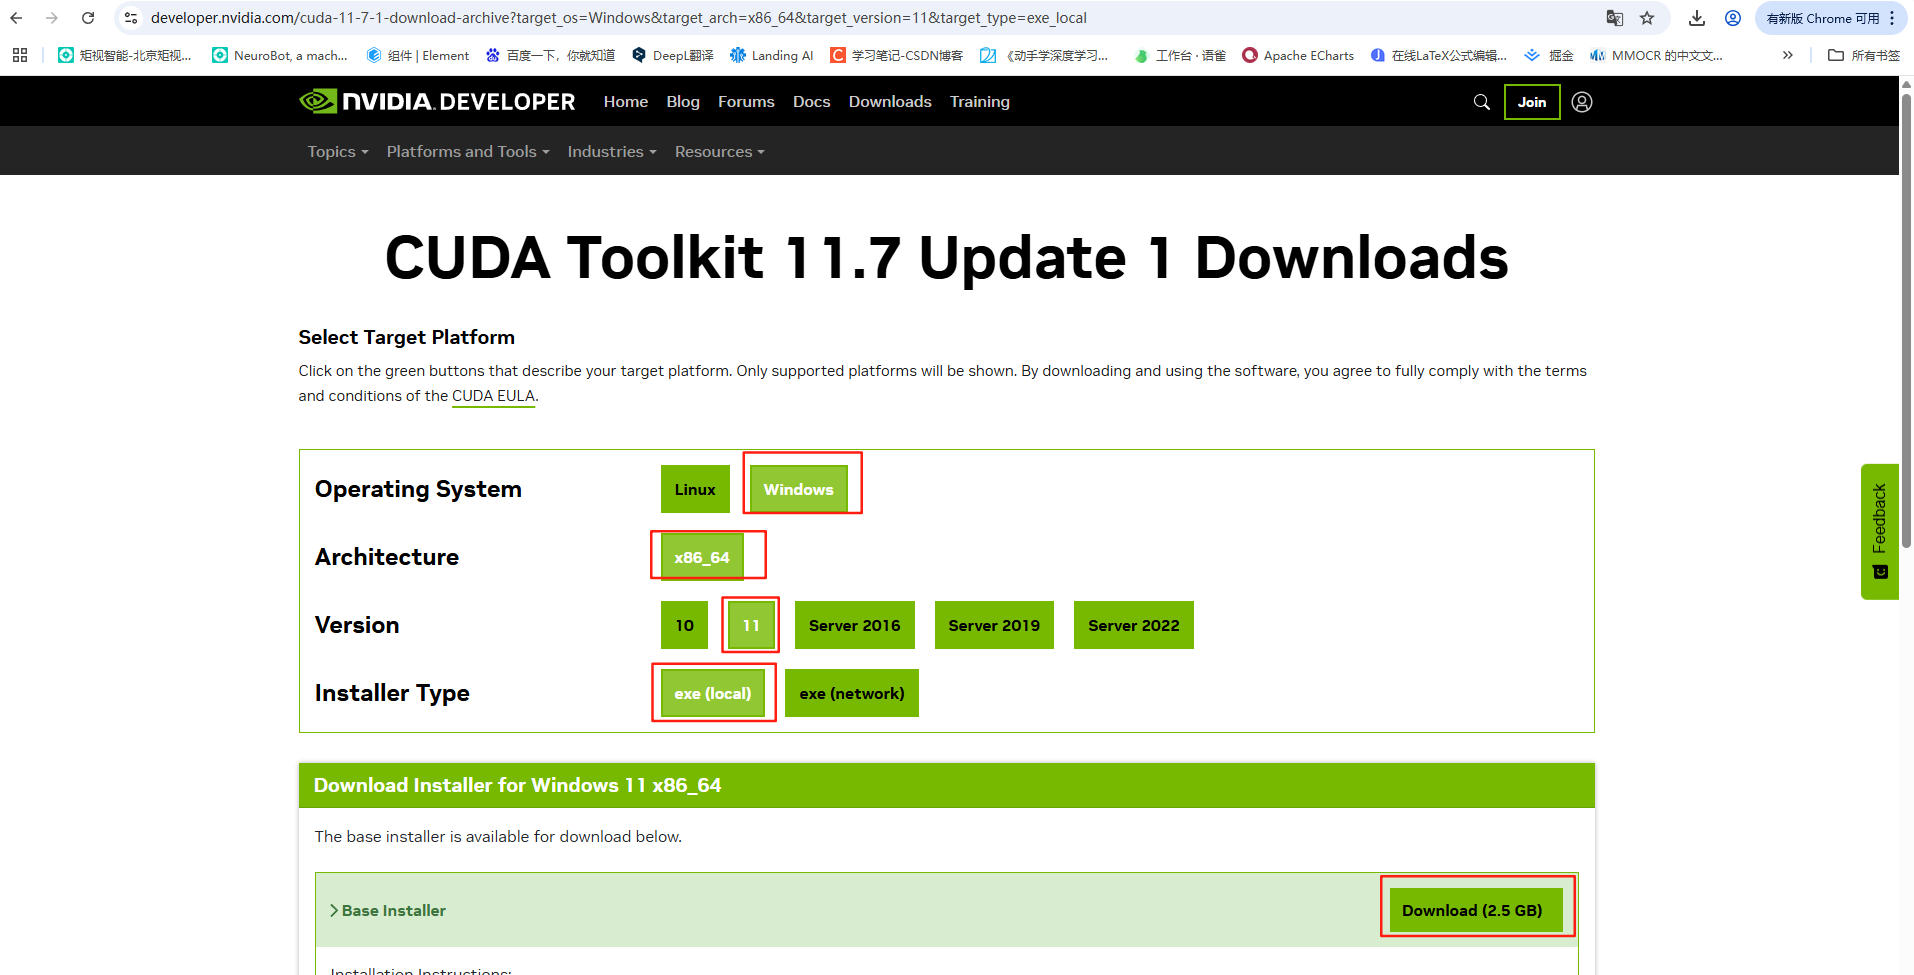 developer.nvidia.com/cuda-11-7-1-download-archive?target_os=Windows&target_arch=x86_64&target_version=11&target_type=exe_local
有新版 Chrome 可用
矩视智能-北京矩视... NeuroBot, a mach... 组件 | Element 百度一下，你就知道 DeepL翻译 Landing AI 学习笔记-CSDN博客 《动手学深度学习... 工作台 · 语雀 Apache ECharts 在线LaTeX公式编辑... 掘金 MMOCR 的中文文... » 所有书签
NVIDIA. DEVELOPER Home Blog Forums Docs Downloads Training Join
Topics Platforms and Tools Industries Resources
CUDA Toolkit 11.7 Update 1 Downloads
Select Target Platform
Click on the green buttons that describe your target platform. Only supported platforms will be shown. By downloading and using the software, you agree to fully comply with the terms
and conditions of the CUDA EULA.
Operating System Linux Windows
Architecture x86_64
Version 10 11 Server 2016 Server 2019 Server 2022
Installer Type exe (local) exe (network)
Feedback
Download Installer for Windows 11 x86_64
The base installer is available for download below.
Base Installer Download (2.5 GB)
Installation Instructions: